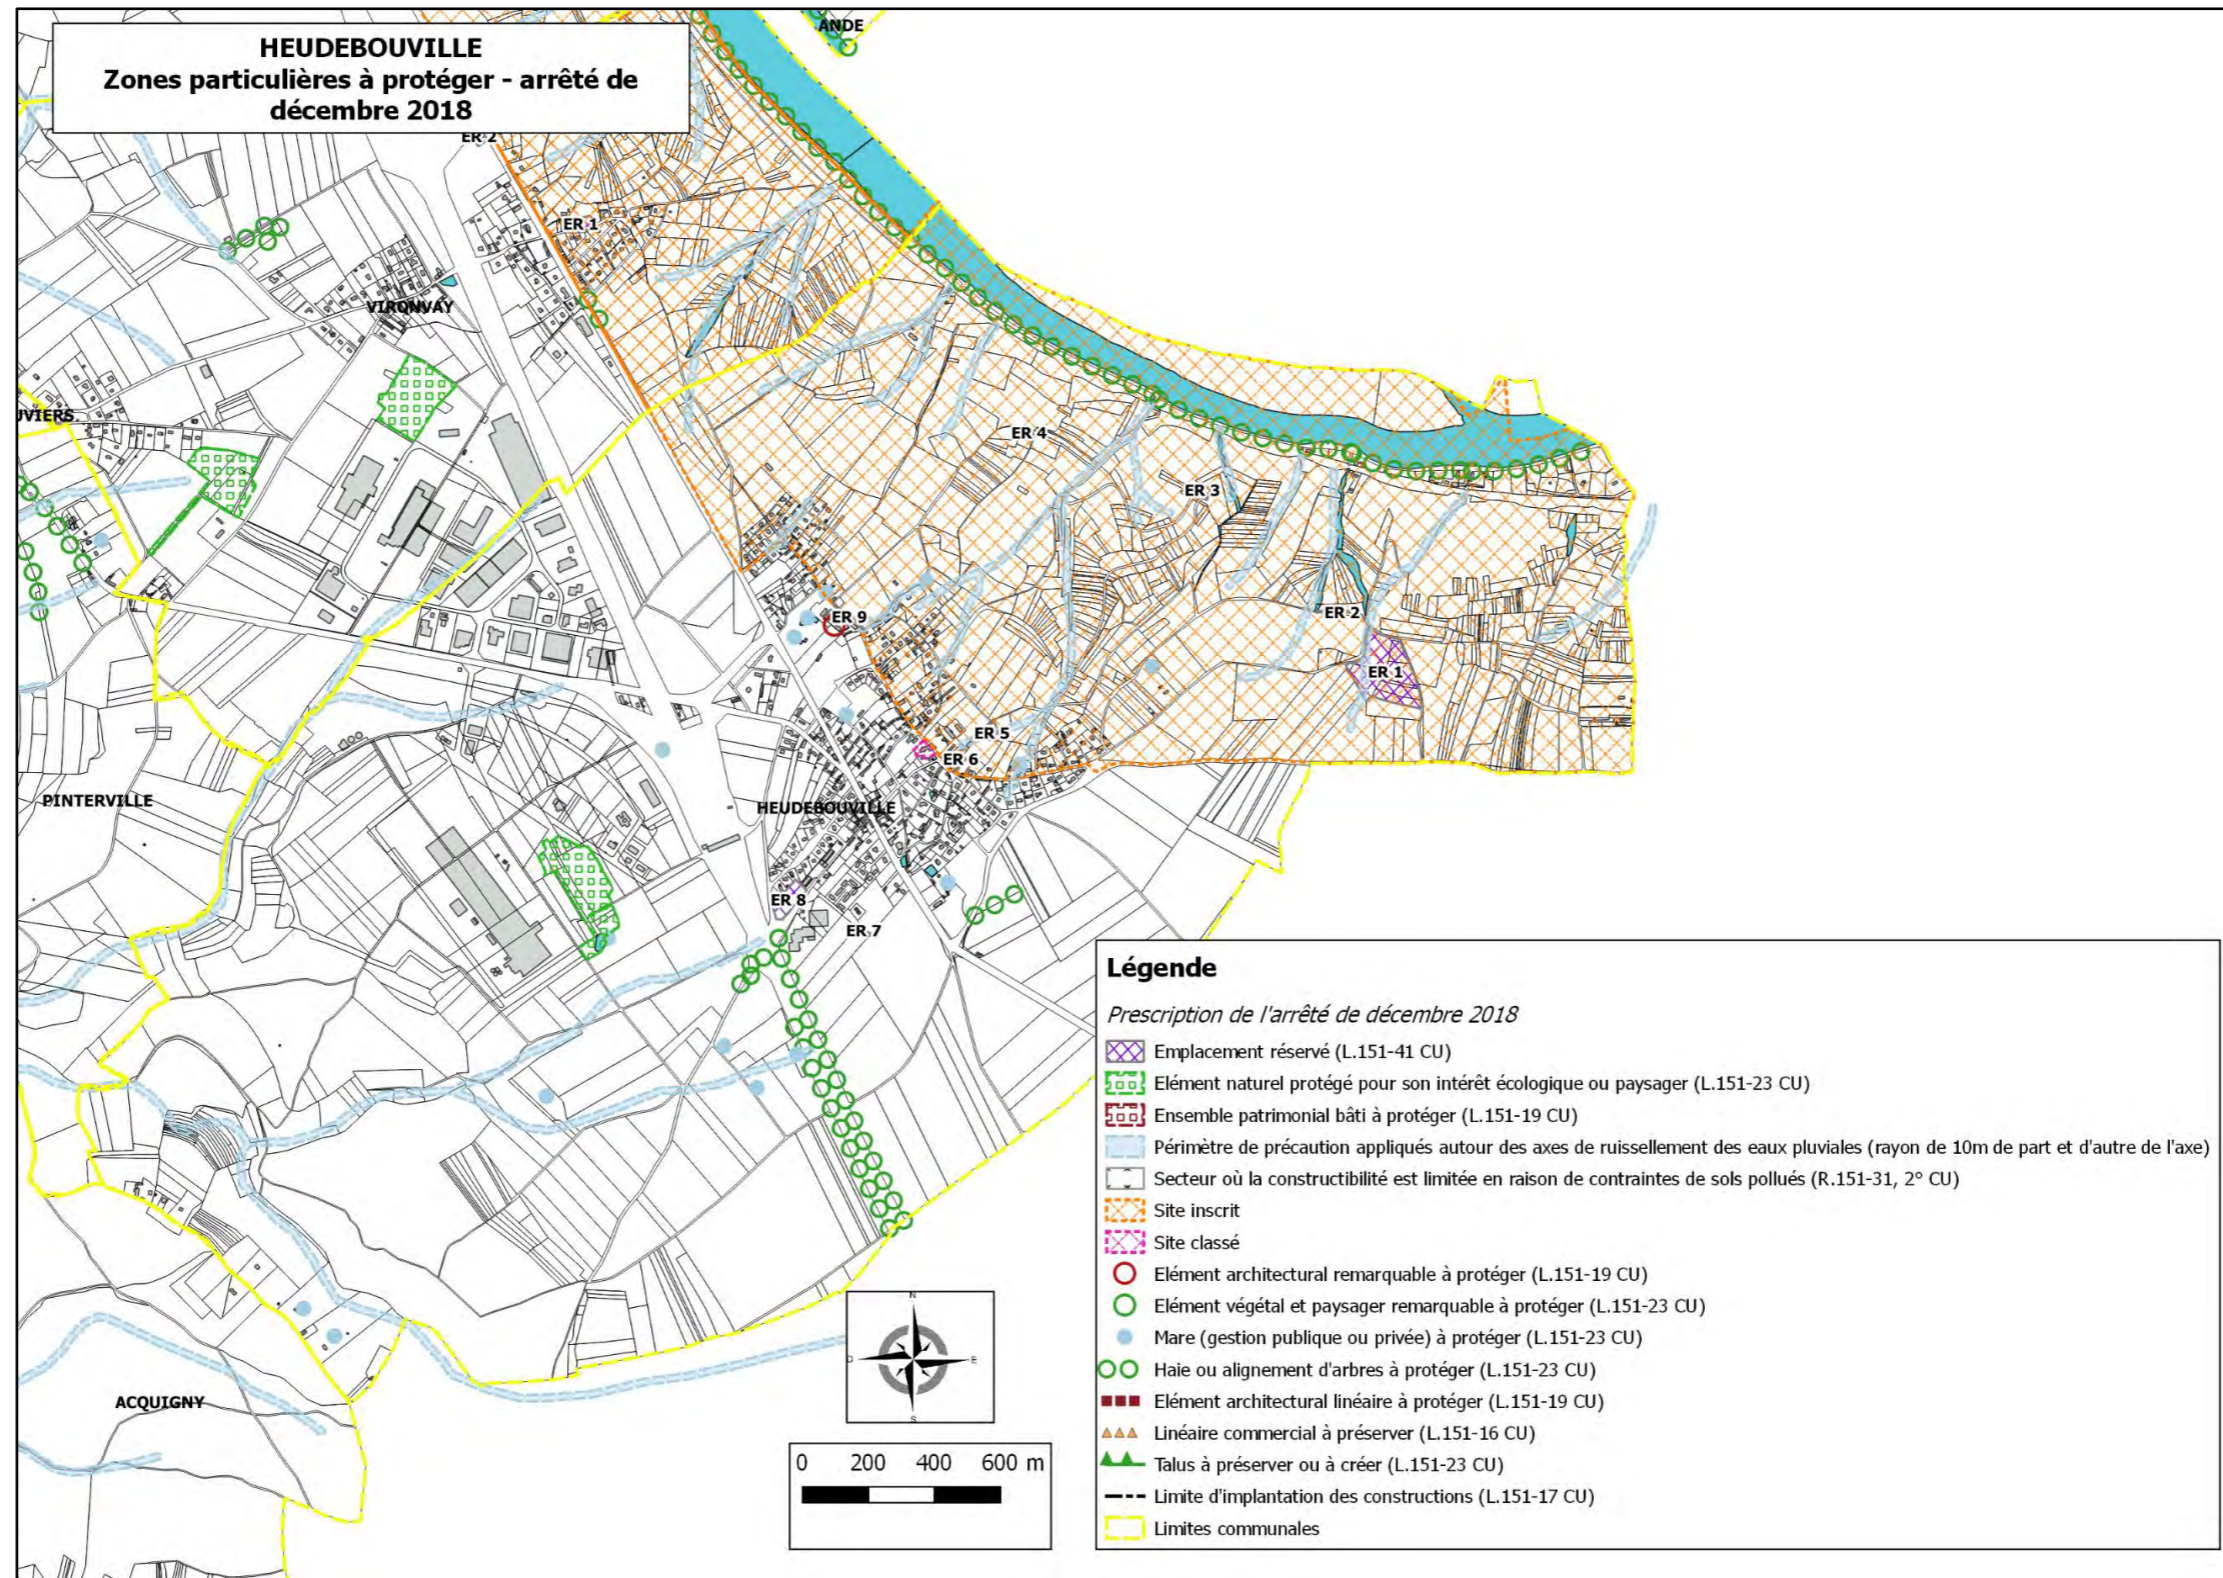 HEUDEBOUVILLE
Zones particulières à protéger - arrêté de
décembre 2018
ANDE
ER 2
ER 1
VIRONVAY
UVIERS
ER 4
ER 3
ER 9
ER 2
ER 1
ER 5
ER 6
PINTERVILLE
HEUDEBOUVILLE
ER 8
ER 7
ACQUIGNY
N
O
E
S
0 200 400 600 m
Légende
Prescription de l'arrêté de décembre 2018
Emplacement réservé (L.151-41 CU)
Elément naturel protégé pour son intérêt écologique ou paysager (L.151-23 CU)
Ensemble patrimonial bâti à protéger (L.151-19 CU)
Périmètre de précaution appliqués autour des axes de ruissellement des eaux pluviales (rayon de 10m de part et d'autre de l'axe)
Secteur où la constructibilité est limitée en raison de contraintes de sols pollués (R.151-31, 2° CU)
Site inscrit
Site classé
Elément architectural remarquable à protéger (L.151-19 CU)
Elément végétal et paysager remarquable à protéger (L.151-23 CU)
Mare (gestion publique ou privée) à protéger (L.151-23 CU)
Haie ou alignement d'arbres à protéger (L.151-23 CU)
Elément architectural linéaire à protéger (L.151-19 CU)
Linéaire commercial à préserver (L.151-16 CU)
Talus à préserver ou à créer (L.151-23 CU)
Limite d'implantation des constructions (L.151-17 CU)
Limites communales